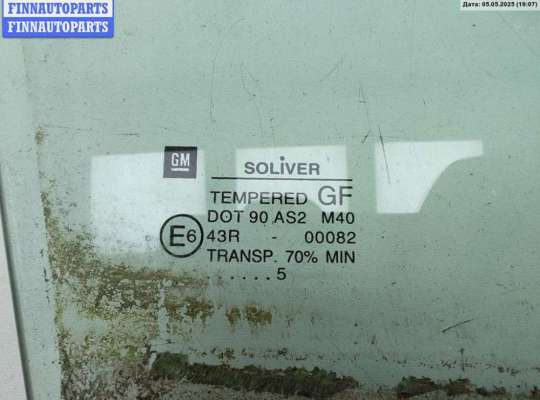 FINNAUTOPARTS
FINNAUTOPARTS
Дата: 05.05.2025 (19:07)
GM
SOLIVER
TEMPERED GF
DOT 90 AS2 M40
E6 43R - 00082
TRANSP. 70% MIN
. . . . . 5